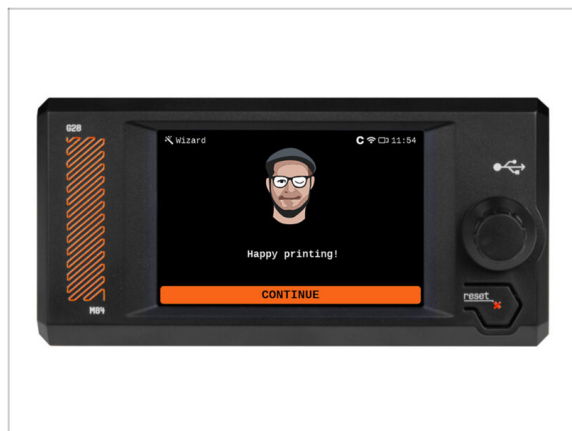 G28
Wizard
C 11:54
Happy printing!
CONTINUE
reset
M84